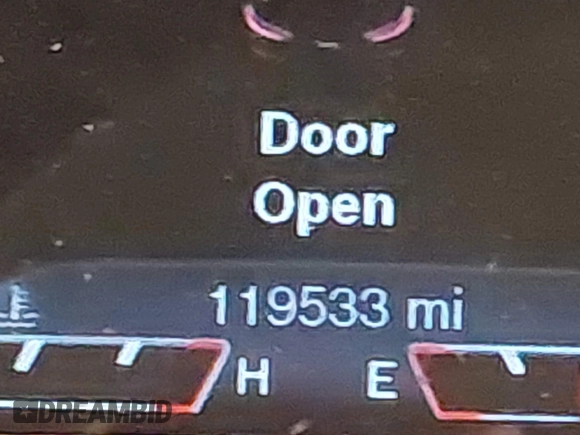 Door
Open
119533 mi
H E
DREAMBID